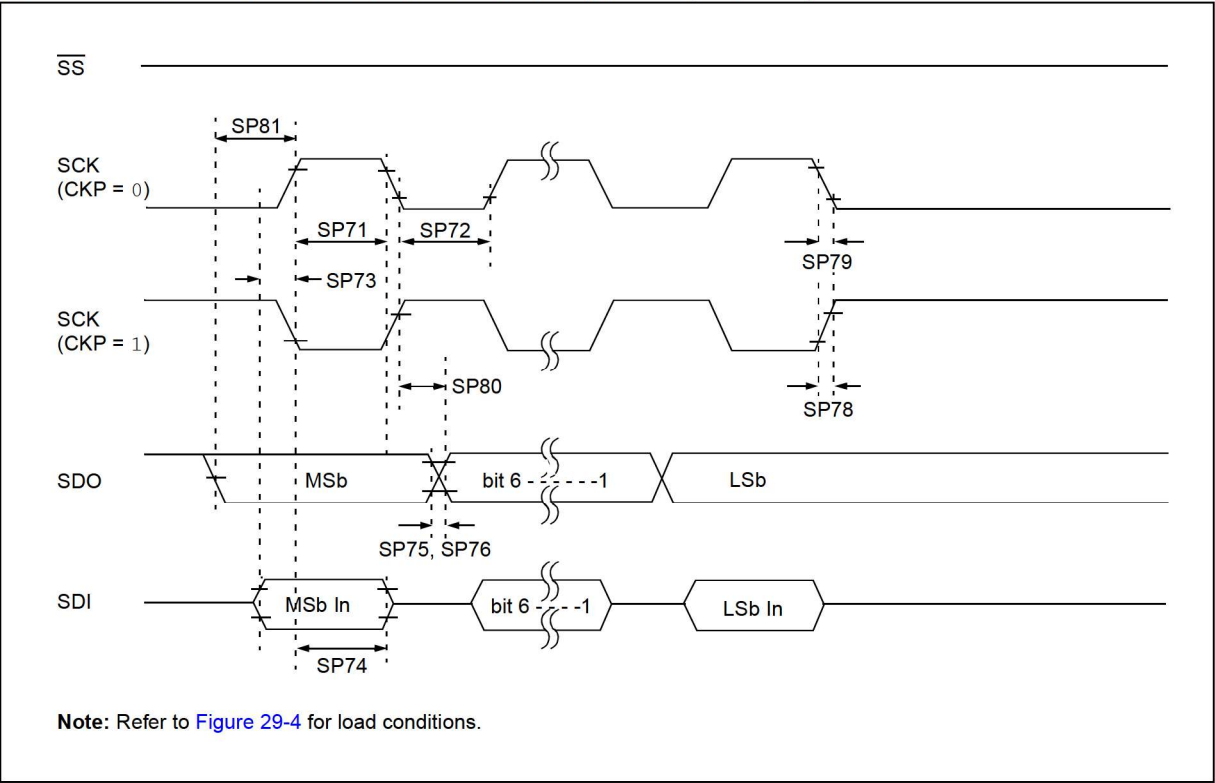 SS
SP81
SCK
(CKP = 0)
SP71
SP72
SP79
SP73
SCK
(CKP = 1)
SP80
SP78
SDO
MSb
bit 6 - - - - - - -1
LSb
SP75, SP76
SDI
MSb In
bit 6 - - - - -1
LSb In
SP74
Note: Refer to Figure 29-4 for load conditions.